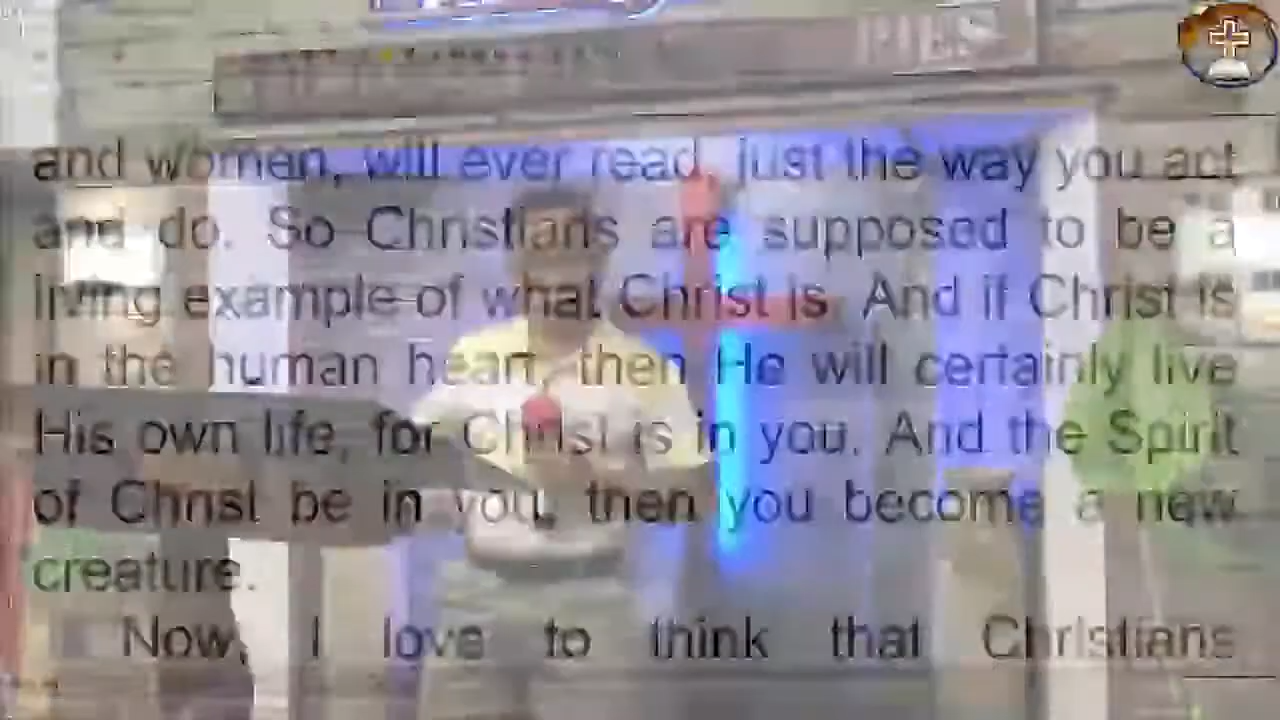 and women, will ever read, just the way you act
and do. So Christians are supposed to be a
living example of what Christ is. And if Christ is
in the human heart, then He will certainly live
His own life, for Christ is in you. And the Spirit
of Christ be in you, then you become a new
creature.
Now, I love to think that Christians